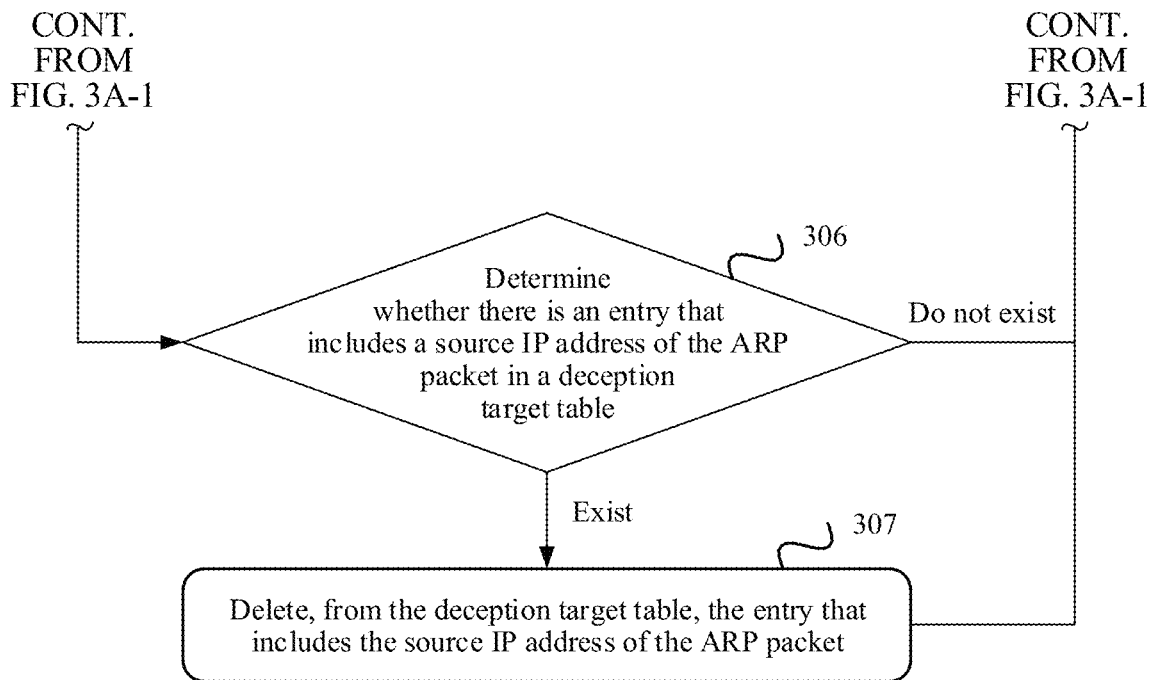 CONT.
FROM
FIG. 3A-1
CONT.
FROM
FIG. 3A-1
306
Determine
whether there is an entry that
includes a source IP address of the ARP
packet in a deception
target table
Do not exist
Exist
307
Delete, from the deception target table, the entry that
includes the source IP address of the ARP packet